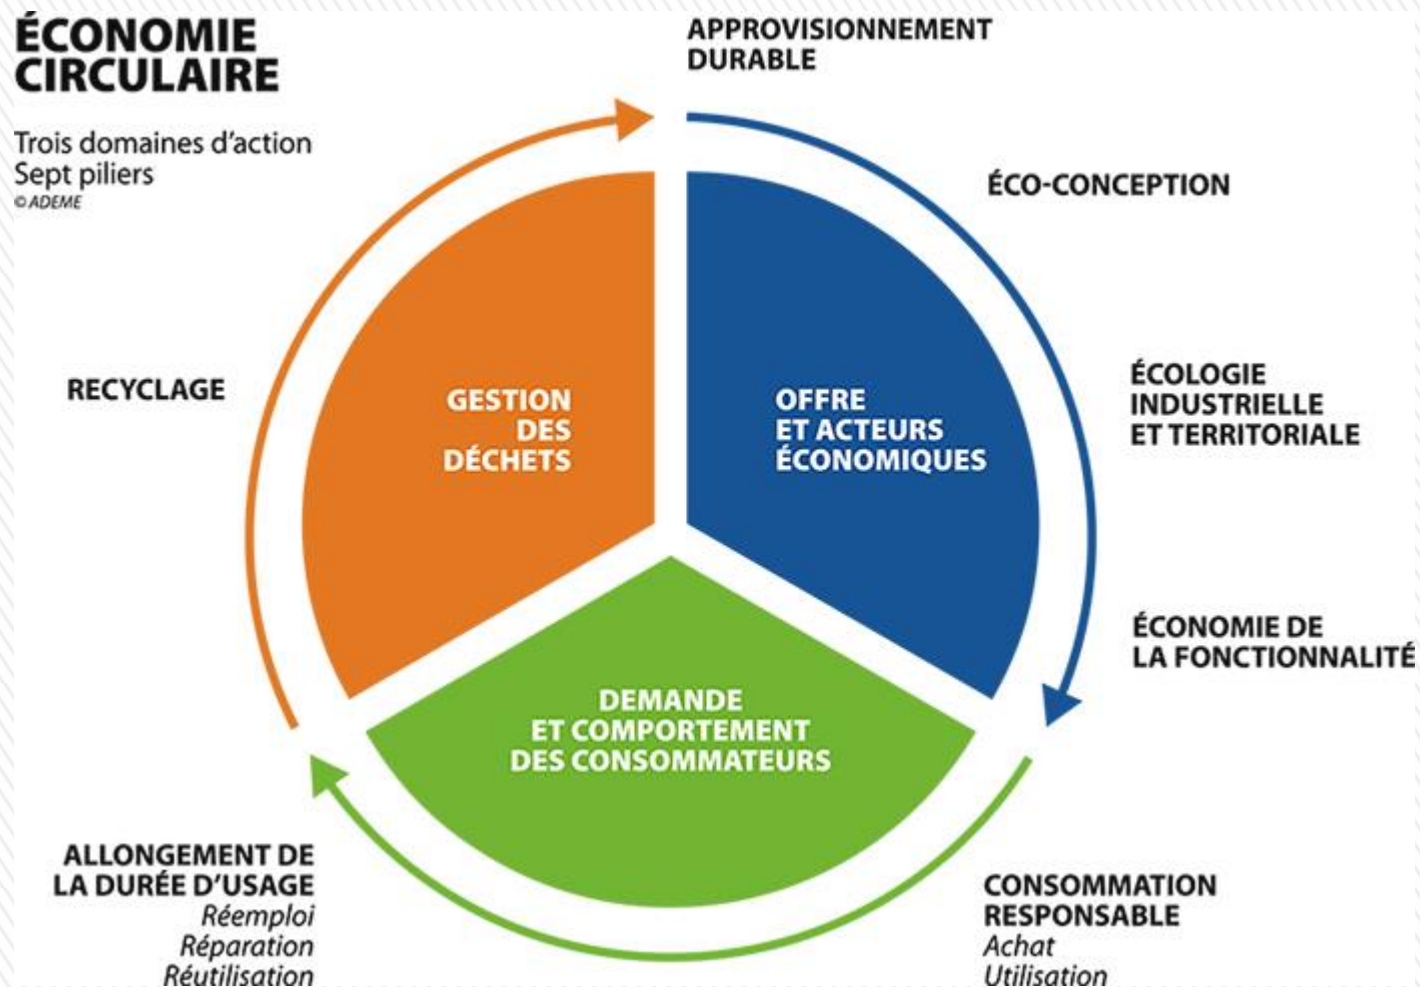 ÉCONOMIE
CIRCULAIRE
Trois domaines d'action
Sept piliers
© ADEME
APPROVISIONNEMENT
DURABLE
ÉCO-CONCEPTION
ÉCOLOGIE
INDUSTRIELLE
ET TERRITORIALE
ÉCONOMIE DE
LA FONCTIONNALITÉ
CONSOMMATION
RESPONSABLE
Achat
Utilisation
ALLONGEMENT DE
LA DURÉE D'USAGE
Réemploi
Réparation
Réutilisation
RECYCLAGE
GESTION
DES
DÉCHETS
OFFRE
ET ACTEURS
ÉCONOMIQUES
DEMANDE
ET COMPORTEMENT
DES CONSOMMATEURS